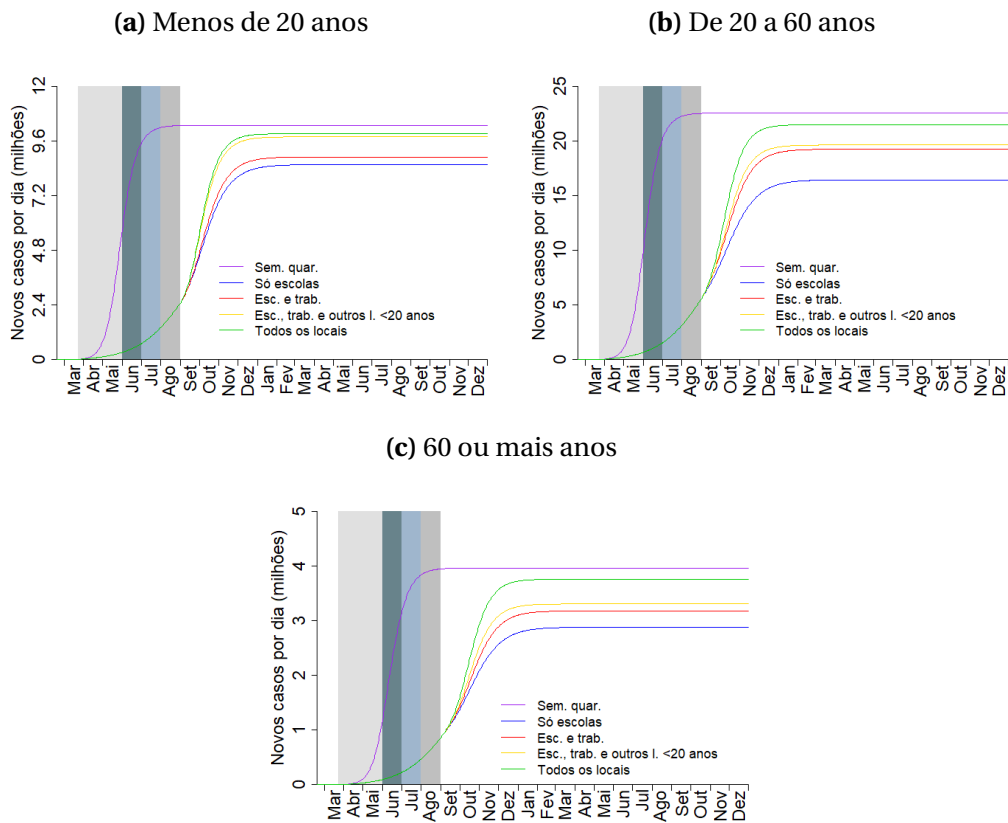 (a) Menos de 20 anos
Novos casos por dia (milhões)
12
9.6
7.2
4.8
2.4
0
Sem. quar.
Só escolas
Esc. e trab.
Esc., trab. e outros l. <20 anos
Todos os locais
Mar Abr Mai Jun Jul Ago Set Out Nov Dez Jan Fev Mar Abr Mai Jun Jul Ago Set Out Nov Dez
(b) De 20 a 60 anos
Novos casos por dia (milhões)
25
20
15
10
5
0
Sem. quar.
Só escolas
Esc. e trab.
Esc., trab. e outros l. <20 anos
Todos os locais
Mar Abr Mai Jun Jul Ago Set Out Nov Dez Jan Fev Mar Abr Mai Jun Jul Ago Set Out Nov Dez
(c) 60 ou mais anos
Novos casos por dia (milhões)
5
4
3
2
1
0
Sem. quar.
Só escolas
Esc. e trab.
Esc., trab. e outros l. <20 anos
Todos os locais
Mar Abr Mai Jun Jul Ago Set Out Nov Dez Jan Fev Mar Abr Mai Jun Jul Ago Set Out Nov Dez